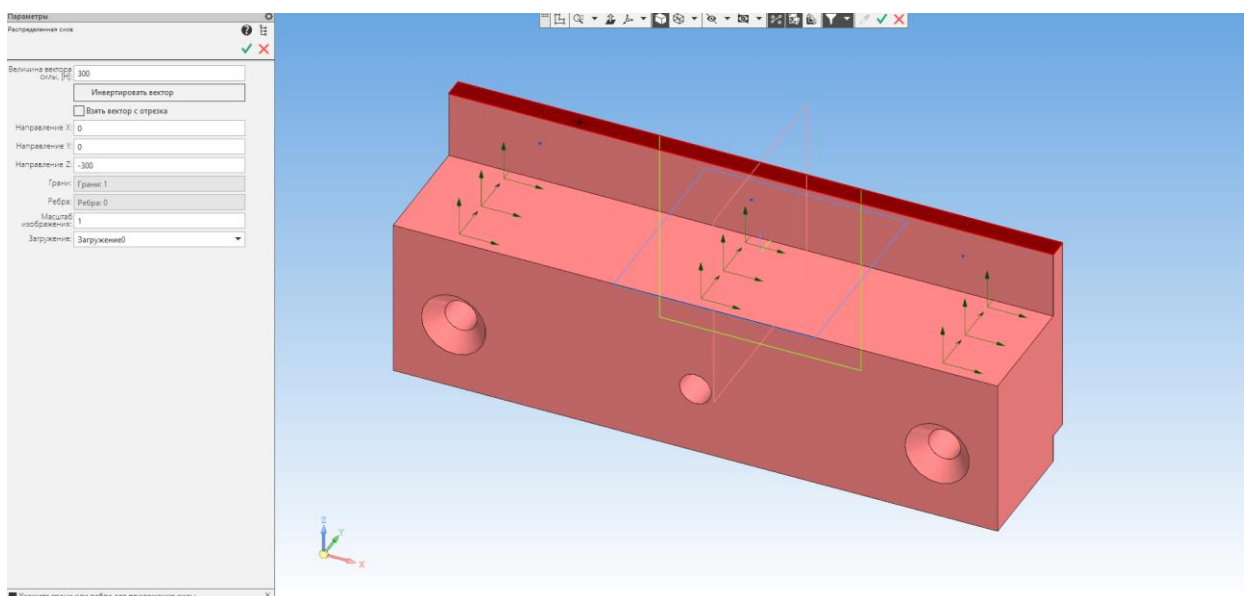 Параметры
Распределенная сила
Величина вектора силы, [Н]: 300
Инвертировать вектор
Взять вектор с отрезка
Направление X: 0
Направление Y: 0
Направление Z: -300
Грани: Грани: 1
Ребра: Ребра: 0
Масштаб изображения: 1
Загружение: Загружение0
Z
Y
X